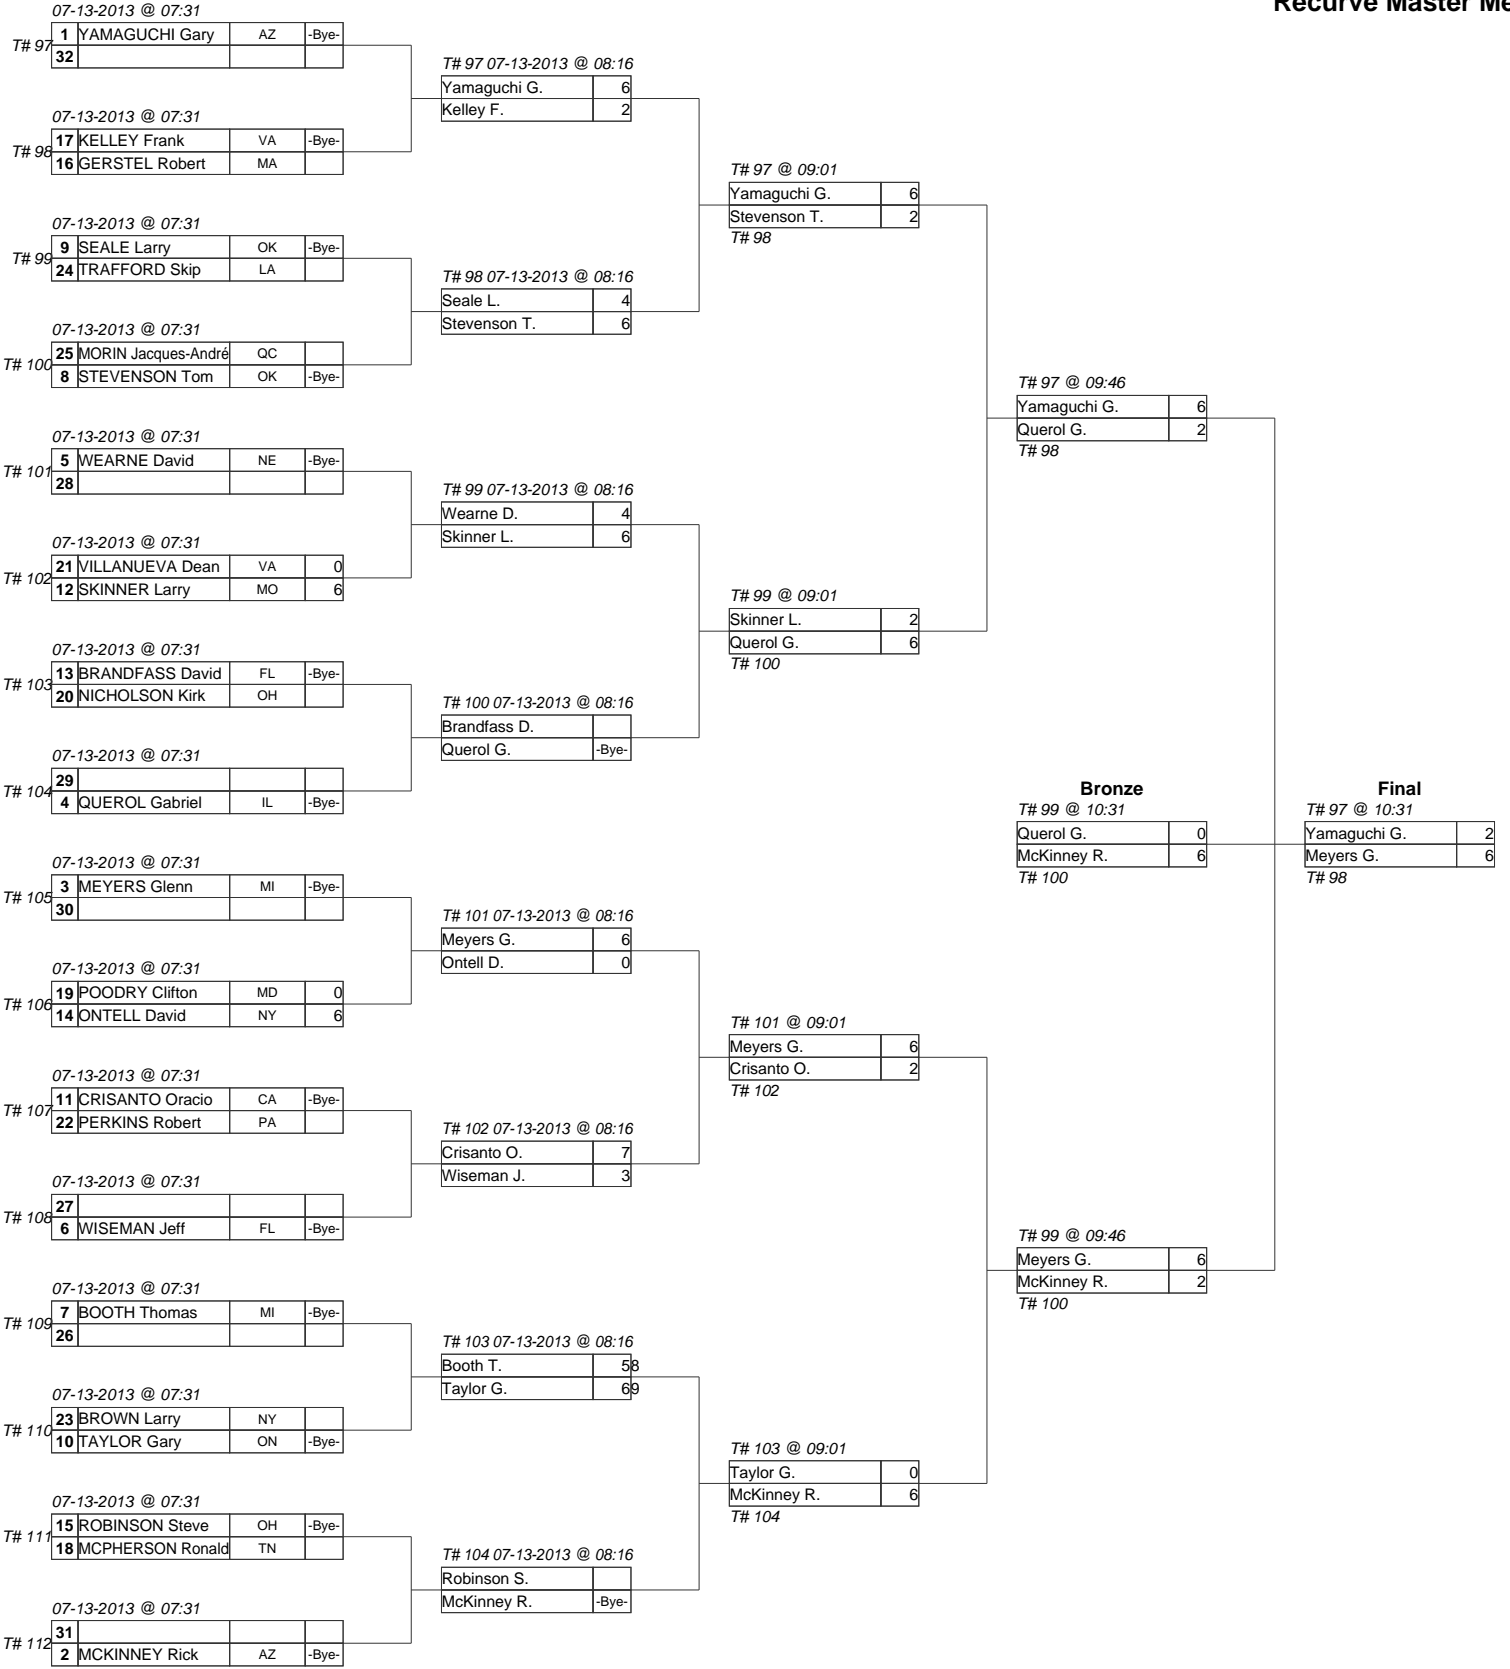 Recurve Master Me
07-13-2013 @ 07:31
T# 97
1 YAMAGUCHI Gary AZ -Bye-
32
07-13-2013 @ 07:31
T# 98
17 KELLEY Frank VA -Bye-
16 GERSTEL Robert MA
07-13-2013 @ 07:31
T# 99
9 SEALE Larry OK -Bye-
24 TRAFFORD Skip LA
07-13-2013 @ 07:31
T# 100
25 MORIN Jacques-André QC
8 STEVENSON Tom OK -Bye-
07-13-2013 @ 07:31
T# 101
5 WEARNE David NE -Bye-
28
07-13-2013 @ 07:31
T# 102
21 VILLANUEVA Dean VA 0
12 SKINNER Larry MO 6
07-13-2013 @ 07:31
T# 103
13 BRANDFASS David FL -Bye-
20 NICHOLSON Kirk OH
07-13-2013 @ 07:31
T# 104
29
4 QUEROL Gabriel IL -Bye-
07-13-2013 @ 07:31
T# 105
3 MEYERS Glenn MI -Bye-
30
07-13-2013 @ 07:31
T# 106
19 POODRY Clifton MD 0
14 ONTELL David NY 6
07-13-2013 @ 07:31
T# 107
11 CRISANTO Oracio CA -Bye-
22 PERKINS Robert PA
07-13-2013 @ 07:31
T# 108
27
6 WISEMAN Jeff FL -Bye-
07-13-2013 @ 07:31
T# 109
7 BOOTH Thomas MI -Bye-
26
07-13-2013 @ 07:31
T# 110
23 BROWN Larry NY
10 TAYLOR Gary ON -Bye-
07-13-2013 @ 07:31
T# 111
15 ROBINSON Steve OH -Bye-
18 MCPHERSON Ronald TN
07-13-2013 @ 07:31
T# 112
31
2 MCKINNEY Rick AZ -Bye-
T# 97 07-13-2013 @ 08:16
Yamaguchi G. 6
Kelley F. 2
T# 98 07-13-2013 @ 08:16
Seale L. 4
Stevenson T. 6
T# 99 07-13-2013 @ 08:16
Wearne D. 4
Skinner L. 6
T# 100 07-13-2013 @ 08:16
Brandfass D.
Querol G. -Bye-
T# 101 07-13-2013 @ 08:16
Meyers G. 6
Ontell D. 0
T# 102 07-13-2013 @ 08:16
Crisanto O. 7
Wiseman J. 3
T# 103 07-13-2013 @ 08:16
Booth T. 58
Taylor G. 69
T# 104 07-13-2013 @ 08:16
Robinson S.
McKinney R. -Bye-
T# 97 @ 09:01
Yamaguchi G. 6
Stevenson T. 2
T# 98
T# 99 @ 09:01
Skinner L. 2
Querol G. 6
T# 100
T# 101 @ 09:01
Meyers G. 6
Crisanto O. 2
T# 102
T# 103 @ 09:01
Taylor G. 0
McKinney R. 6
T# 104
T# 97 @ 09:46
Yamaguchi G. 6
Querol G. 2
T# 98
T# 99 @ 09:46
Meyers G. 6
McKinney R. 2
T# 100
Bronze
T# 99 @ 10:31
Querol G. 0
McKinney R. 6
T# 100
Final
T# 97 @ 10:31
Yamaguchi G. 2
Meyers G. 6
T# 98